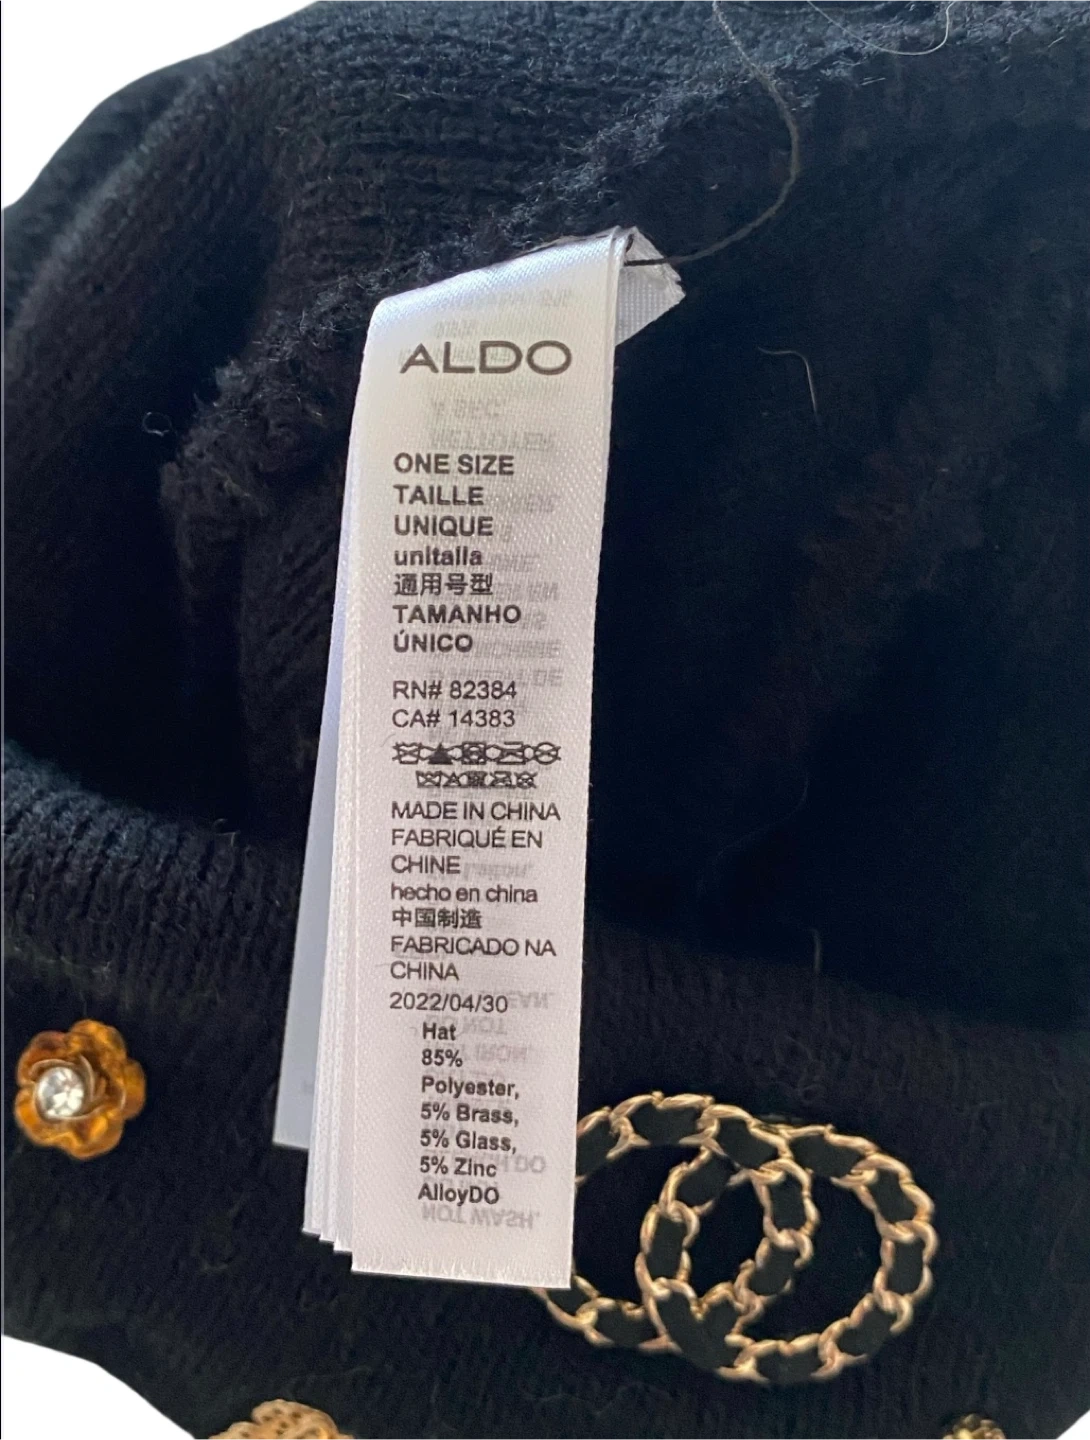 ALDO
ONE SIZE
TAILLE
UNIQUE
unitalla
通用号型
TAMANHO
ÚNICO
RN# 82384
CA# 14383
MADE IN CHINA
FABRIQUÉ EN
CHINE
hecho en china
中国制造
FABRICADO NA
CHINA
2022/04/30
Hat
85%
Polyester,
5% Brass,
5% Glass,
5% Zinc
AlloyDO